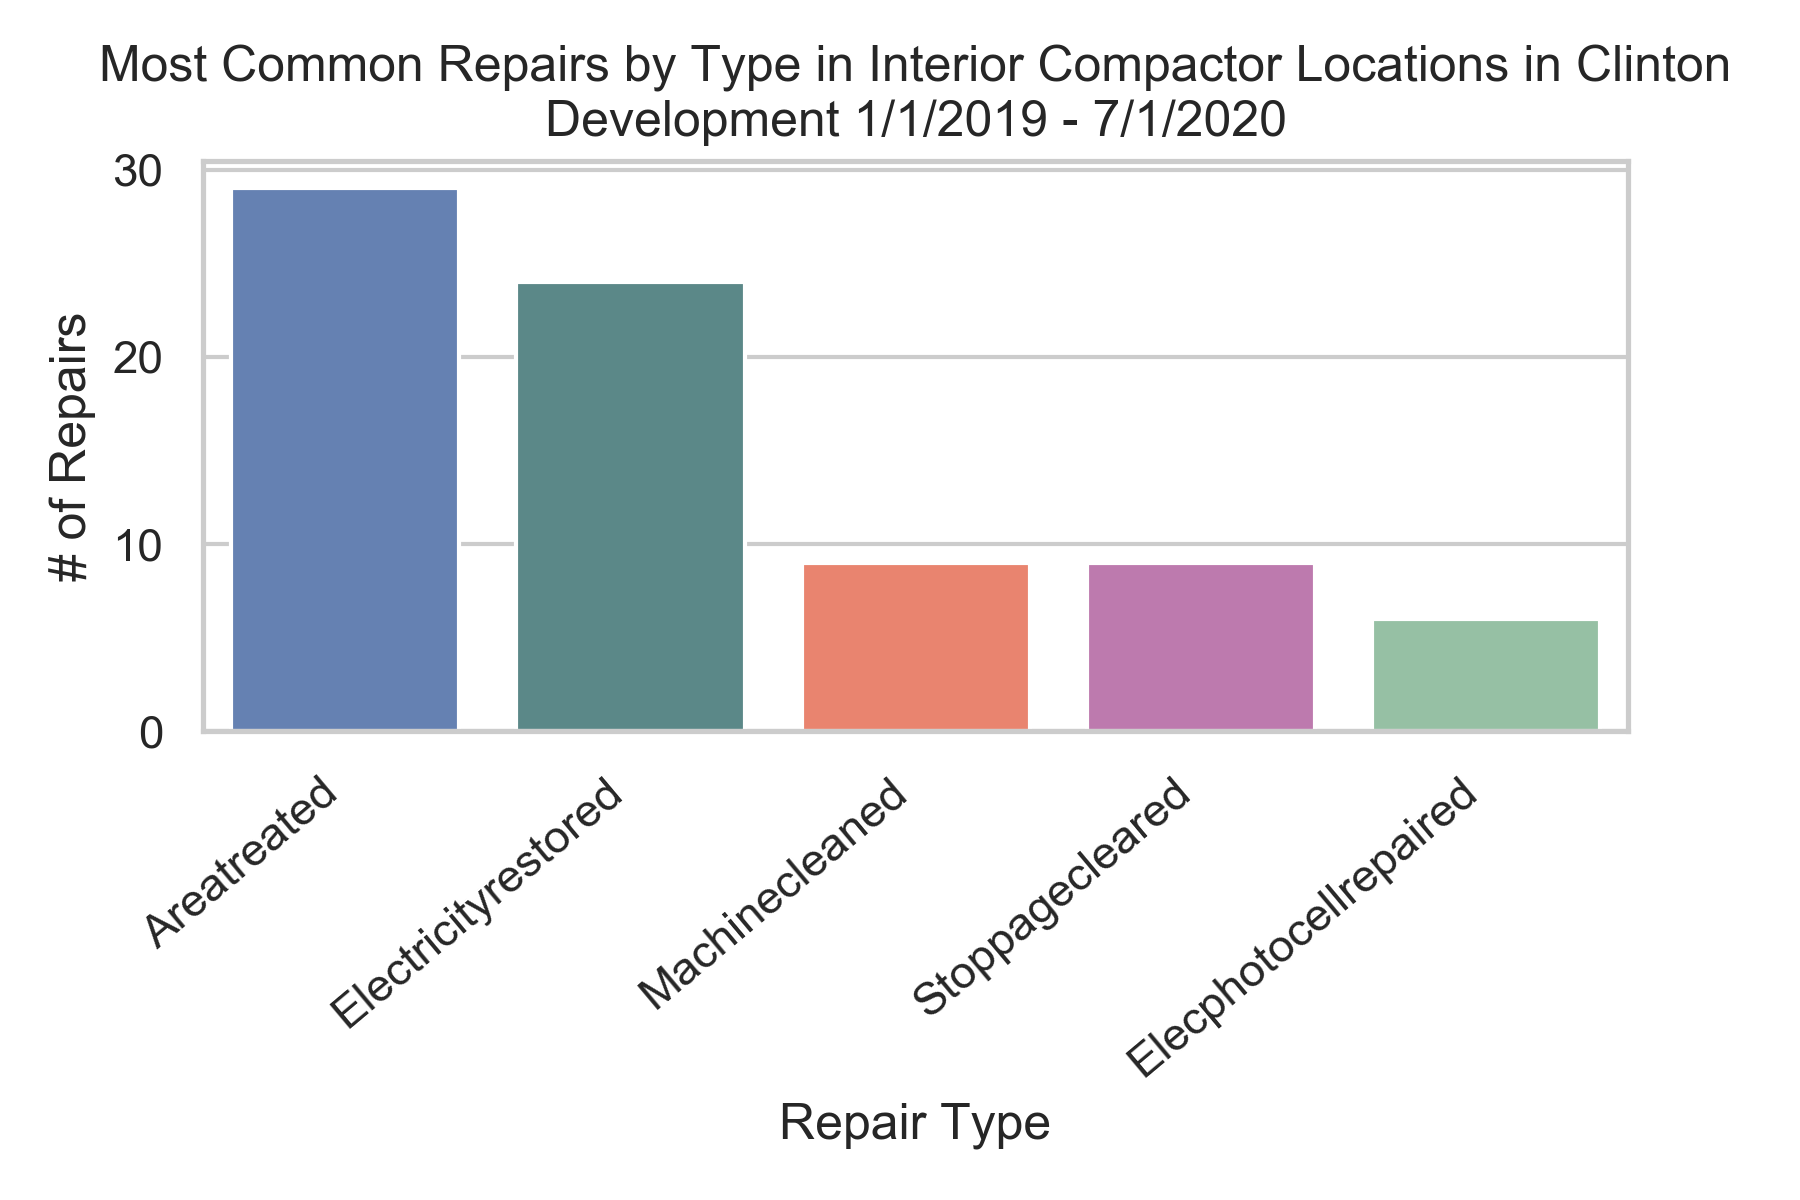 Most Common Repairs by Type in Interior Compactor Locations in Clinton
Development 1/1/2019 - 7/1/2020
# of Repairs
30
20
10
0
Areatreated
Electricityrestored
Machinecleaned
Stoppagecleared
Elecphotocellrepaired
Repair Type